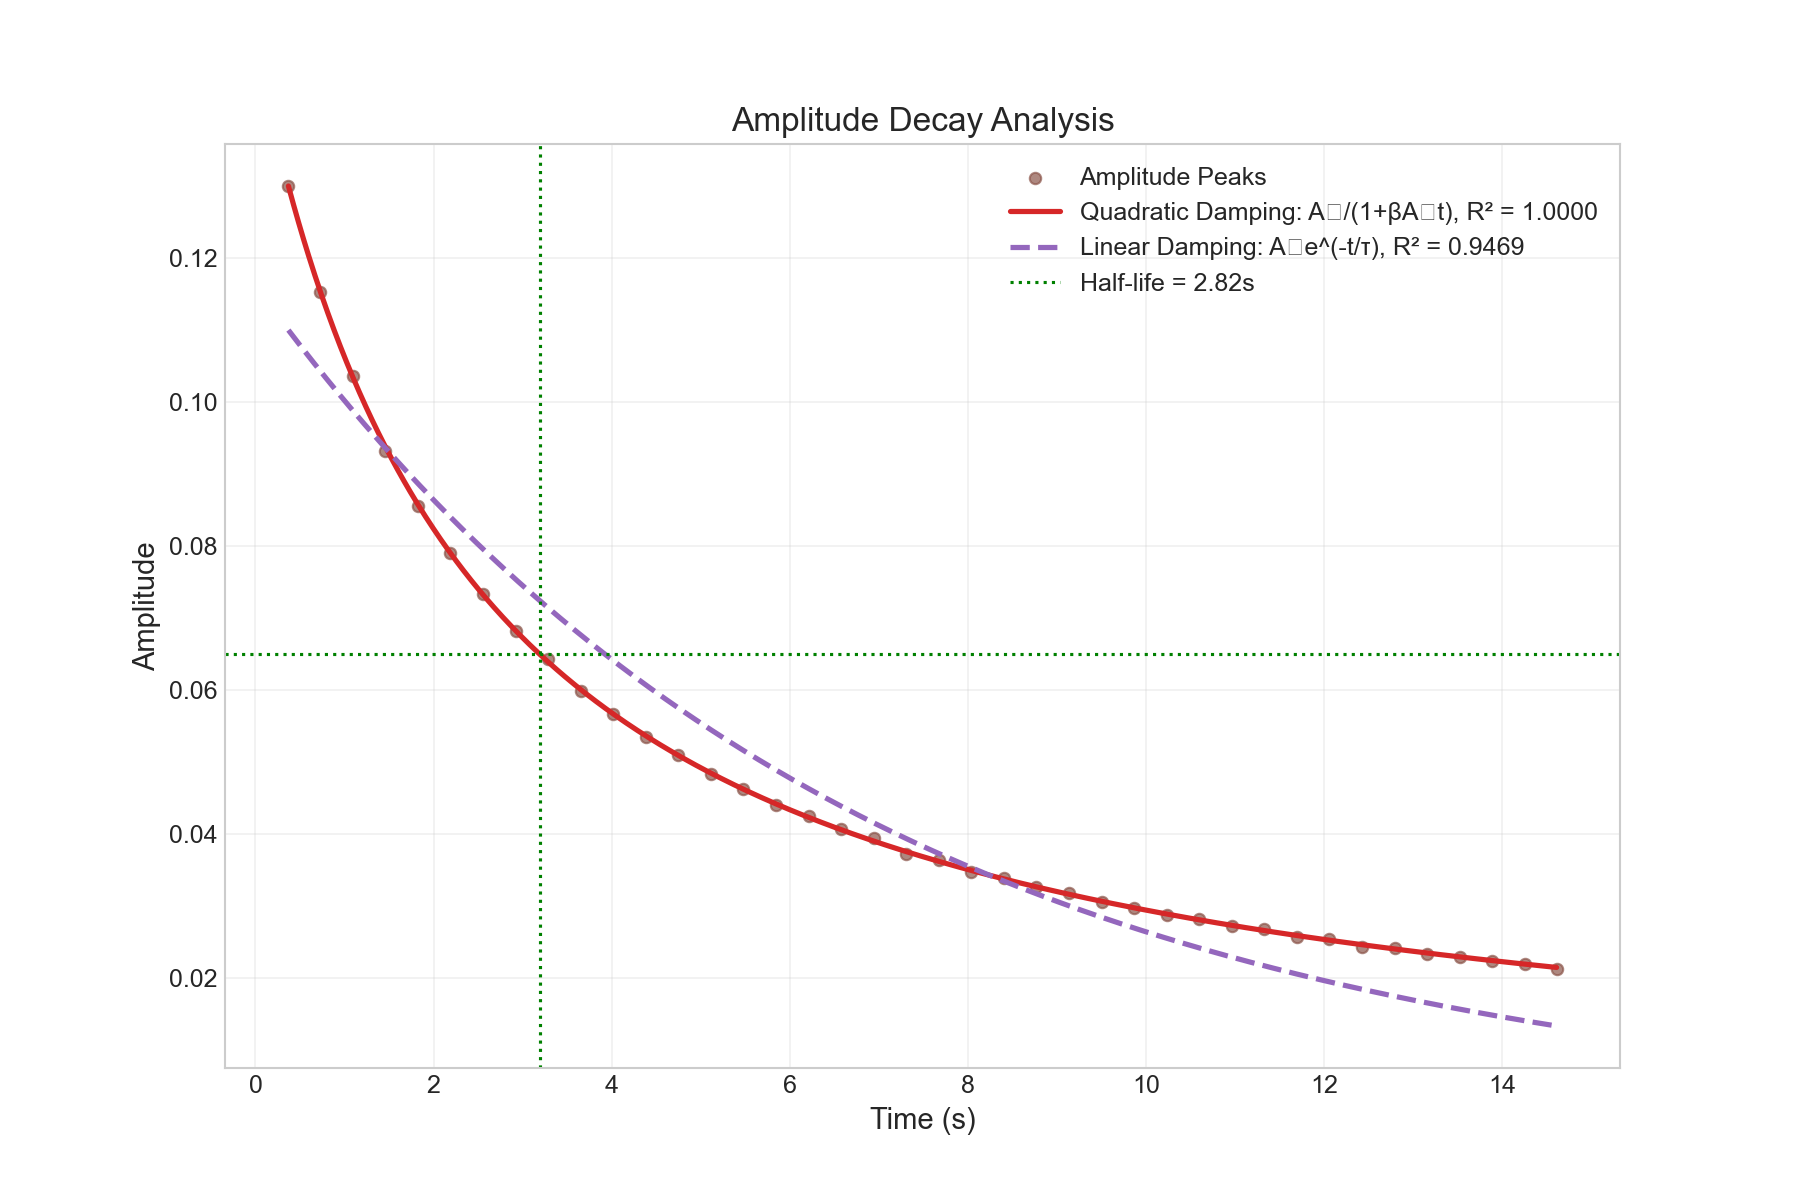 Amplitude Decay Analysis
Amplitude Peaks
Quadratic Damping: A□/(1+βA□t), R² = 1.0000
Linear Damping: A□e^(-t/τ), R² = 0.9469
Half-life = 2.82s
0.12
0.10
0.08
0.06
0.04
0.02
Amplitude
0 2 4 6 8 10 12 14
Time (s)